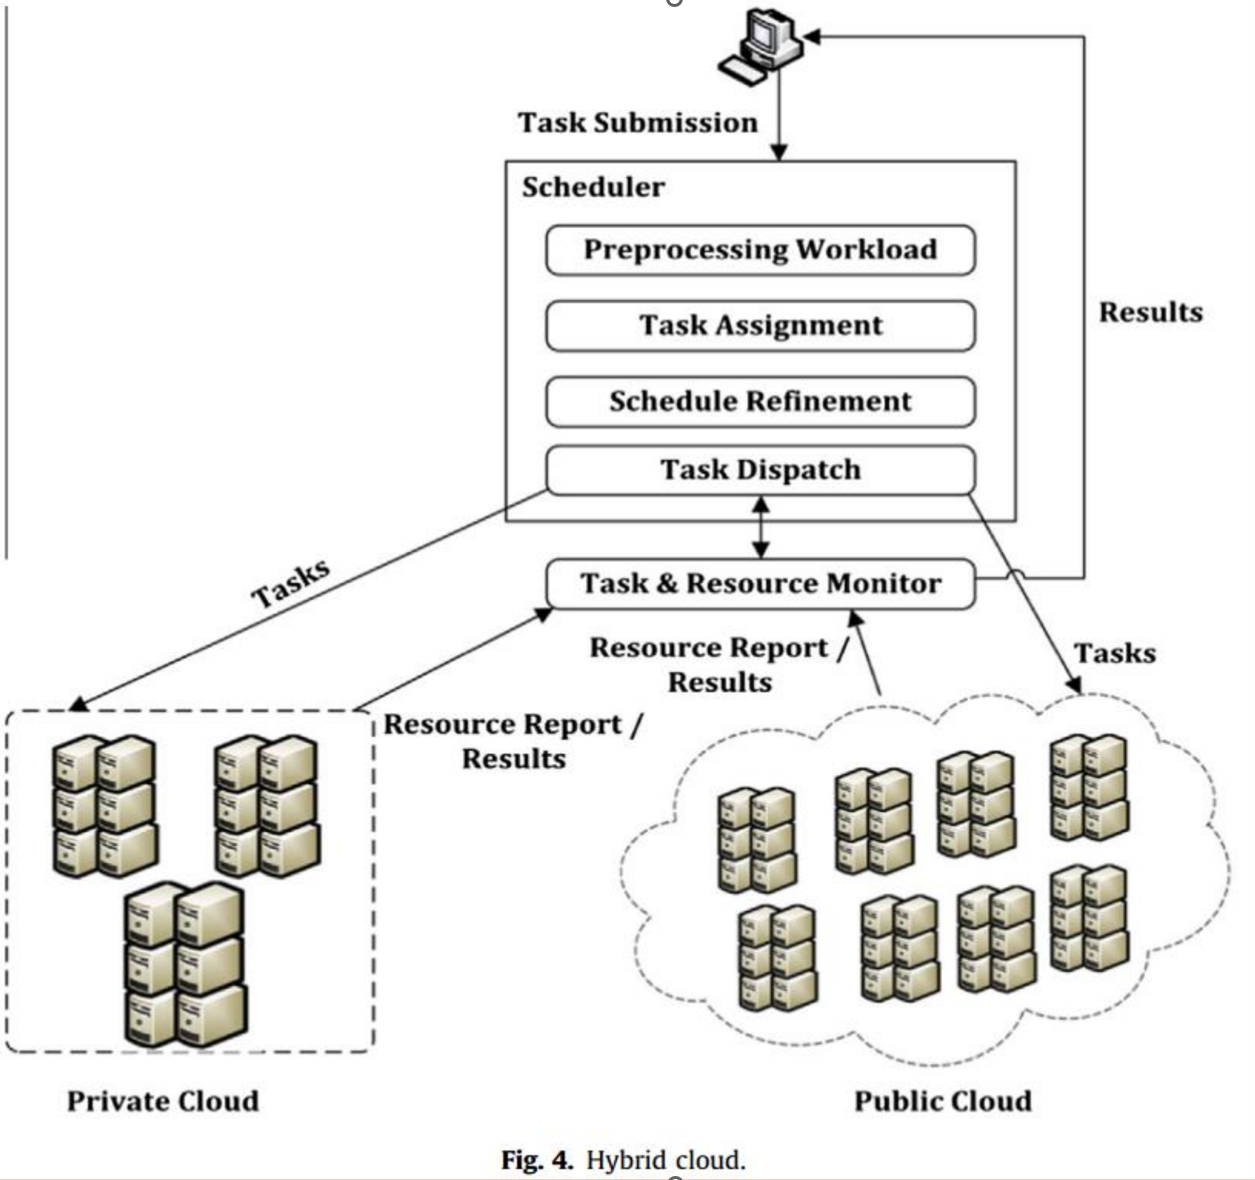 Task Submission
Scheduler
Preprocessing Workload
Task Assignment
Results
Schedule Refinement
Task Dispatch
Tasks
Task & Resource Monitor
Resource Report /
Results
Tasks
Resource Report /
Results
Private Cloud
Public Cloud
Fig. 4. Hybrid cloud.